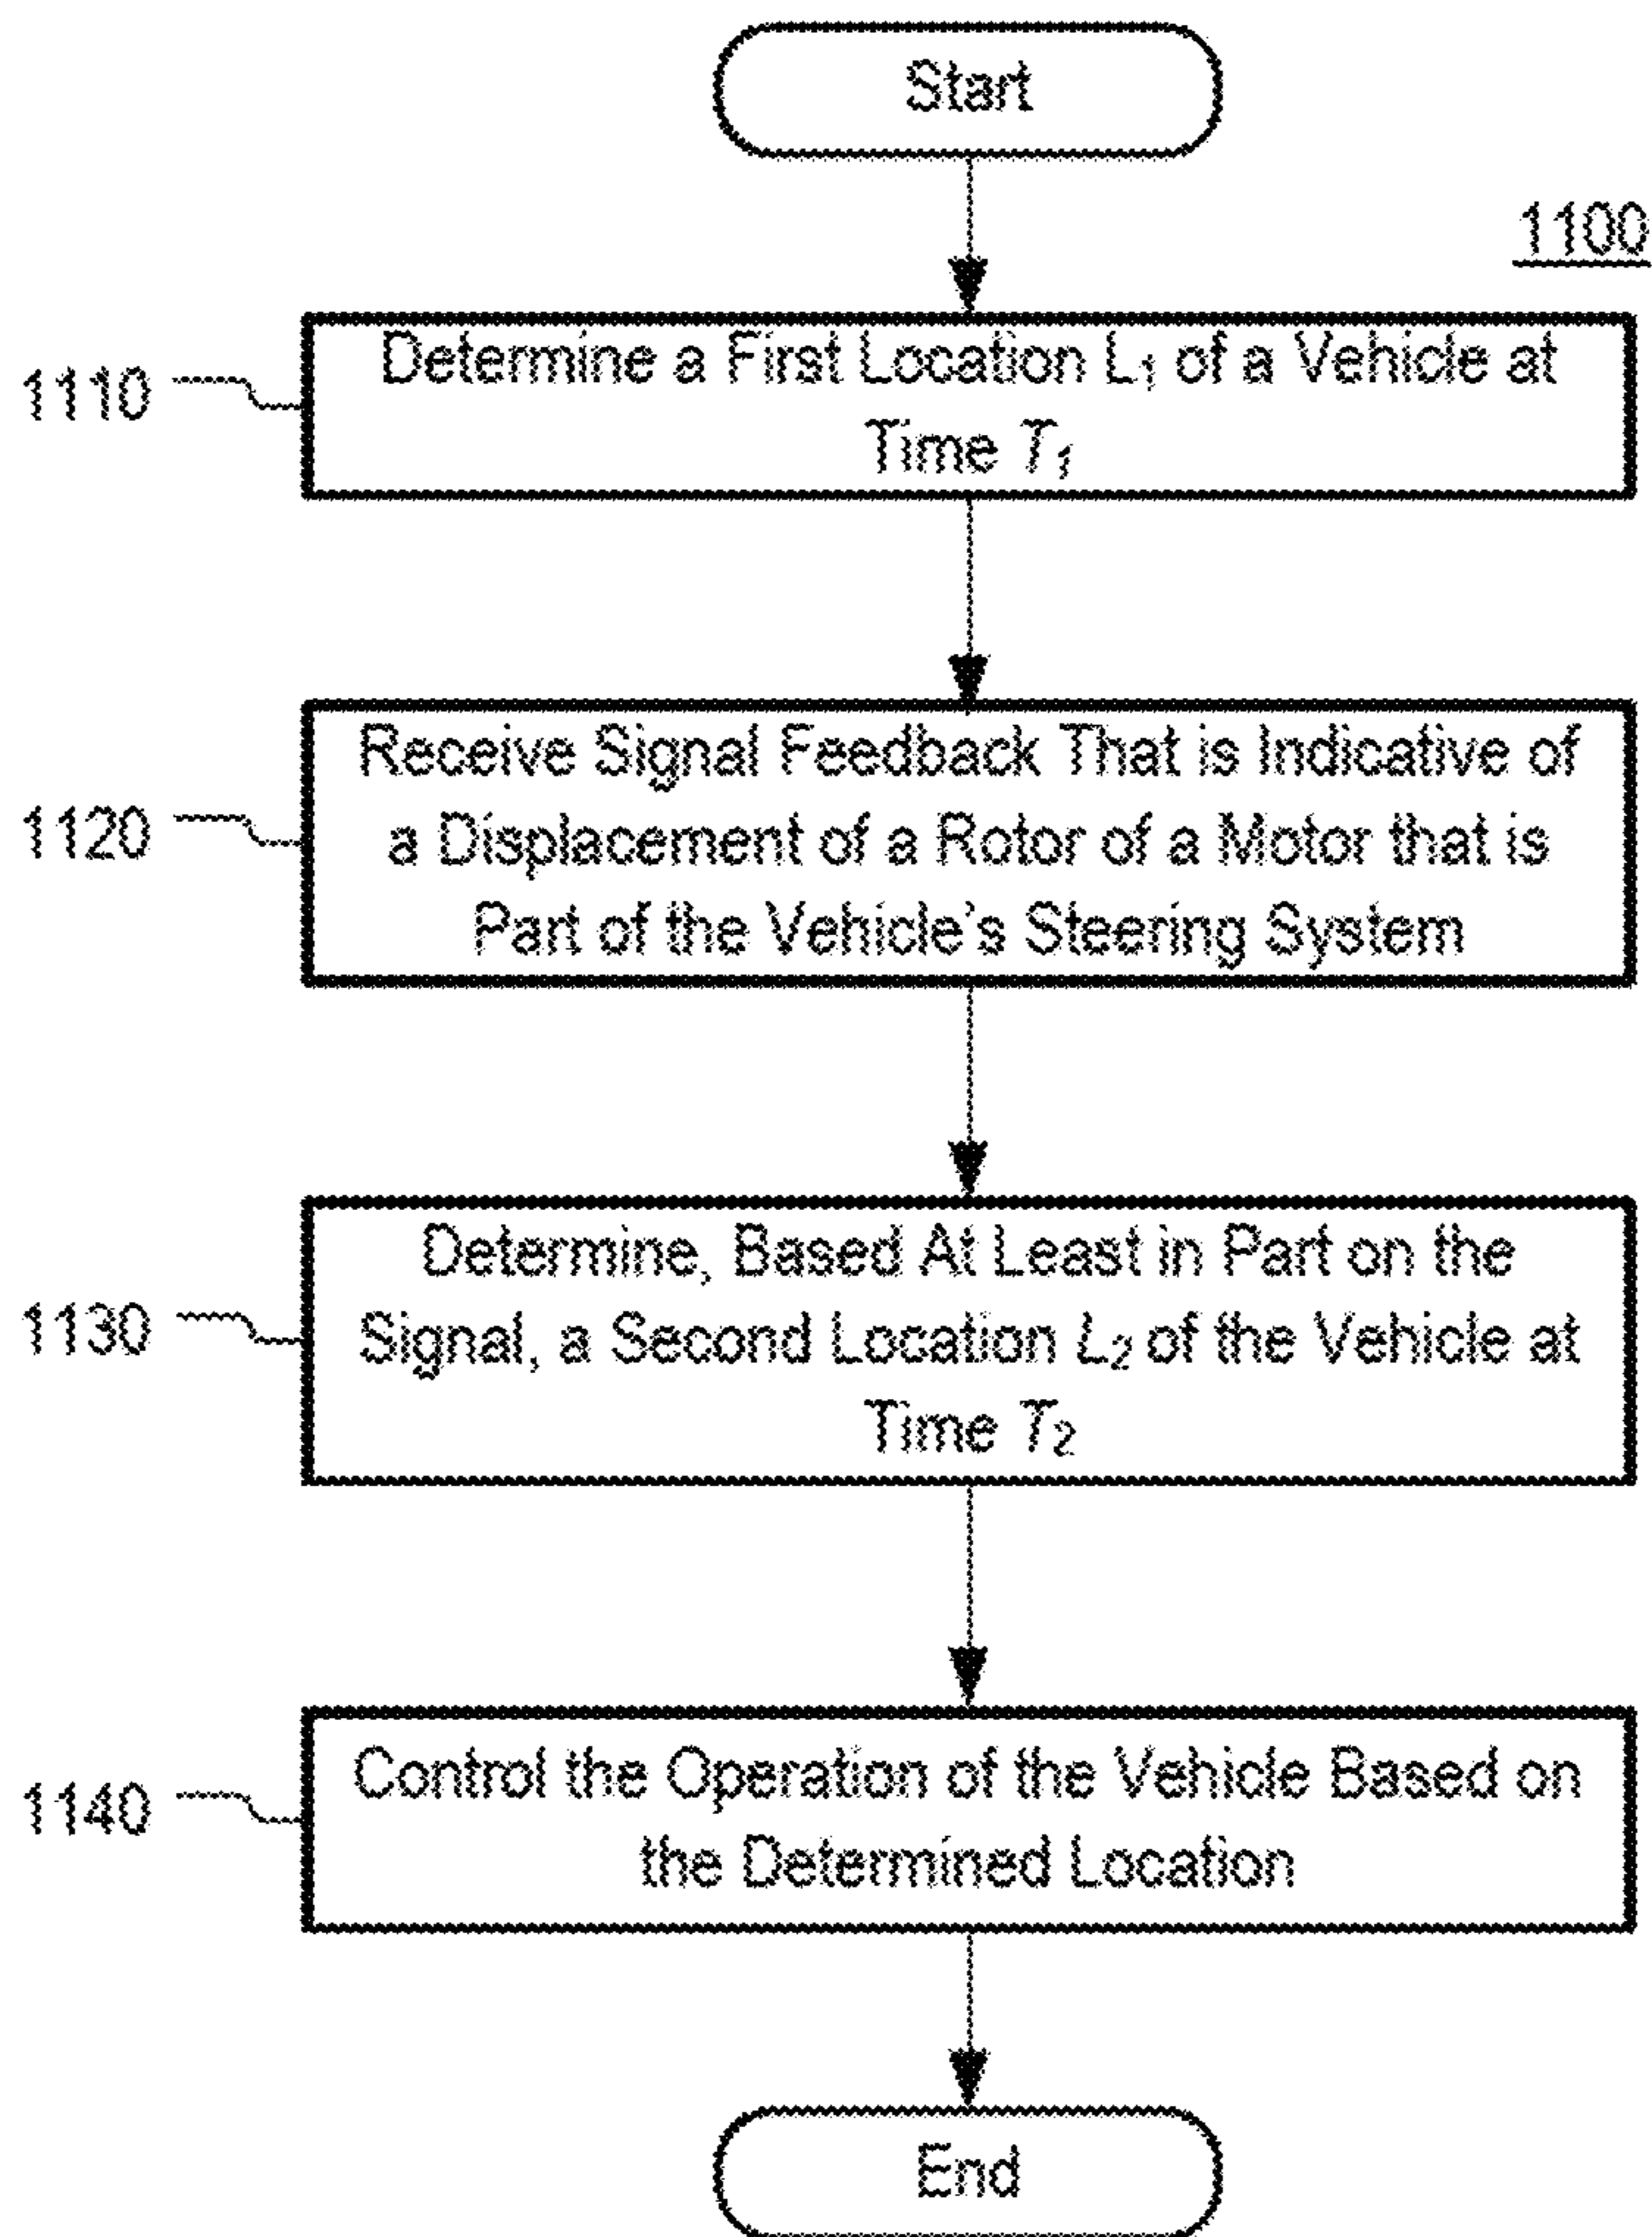 Start
1100
1110
Determine a First Location L₁ of a Vehicle at
Time T₁
1120
Receive Signal Feedback That is Indicative of
a Displacement of a Rotor of a Motor that is
Part of the Vehicle's Steering System
1130
Determine, Based At Least in Part on the
Signal, a Second Location L₂ of the Vehicle at
Time T₂
1140
Control the Operation of the Vehicle Based on
the Determined Location
End